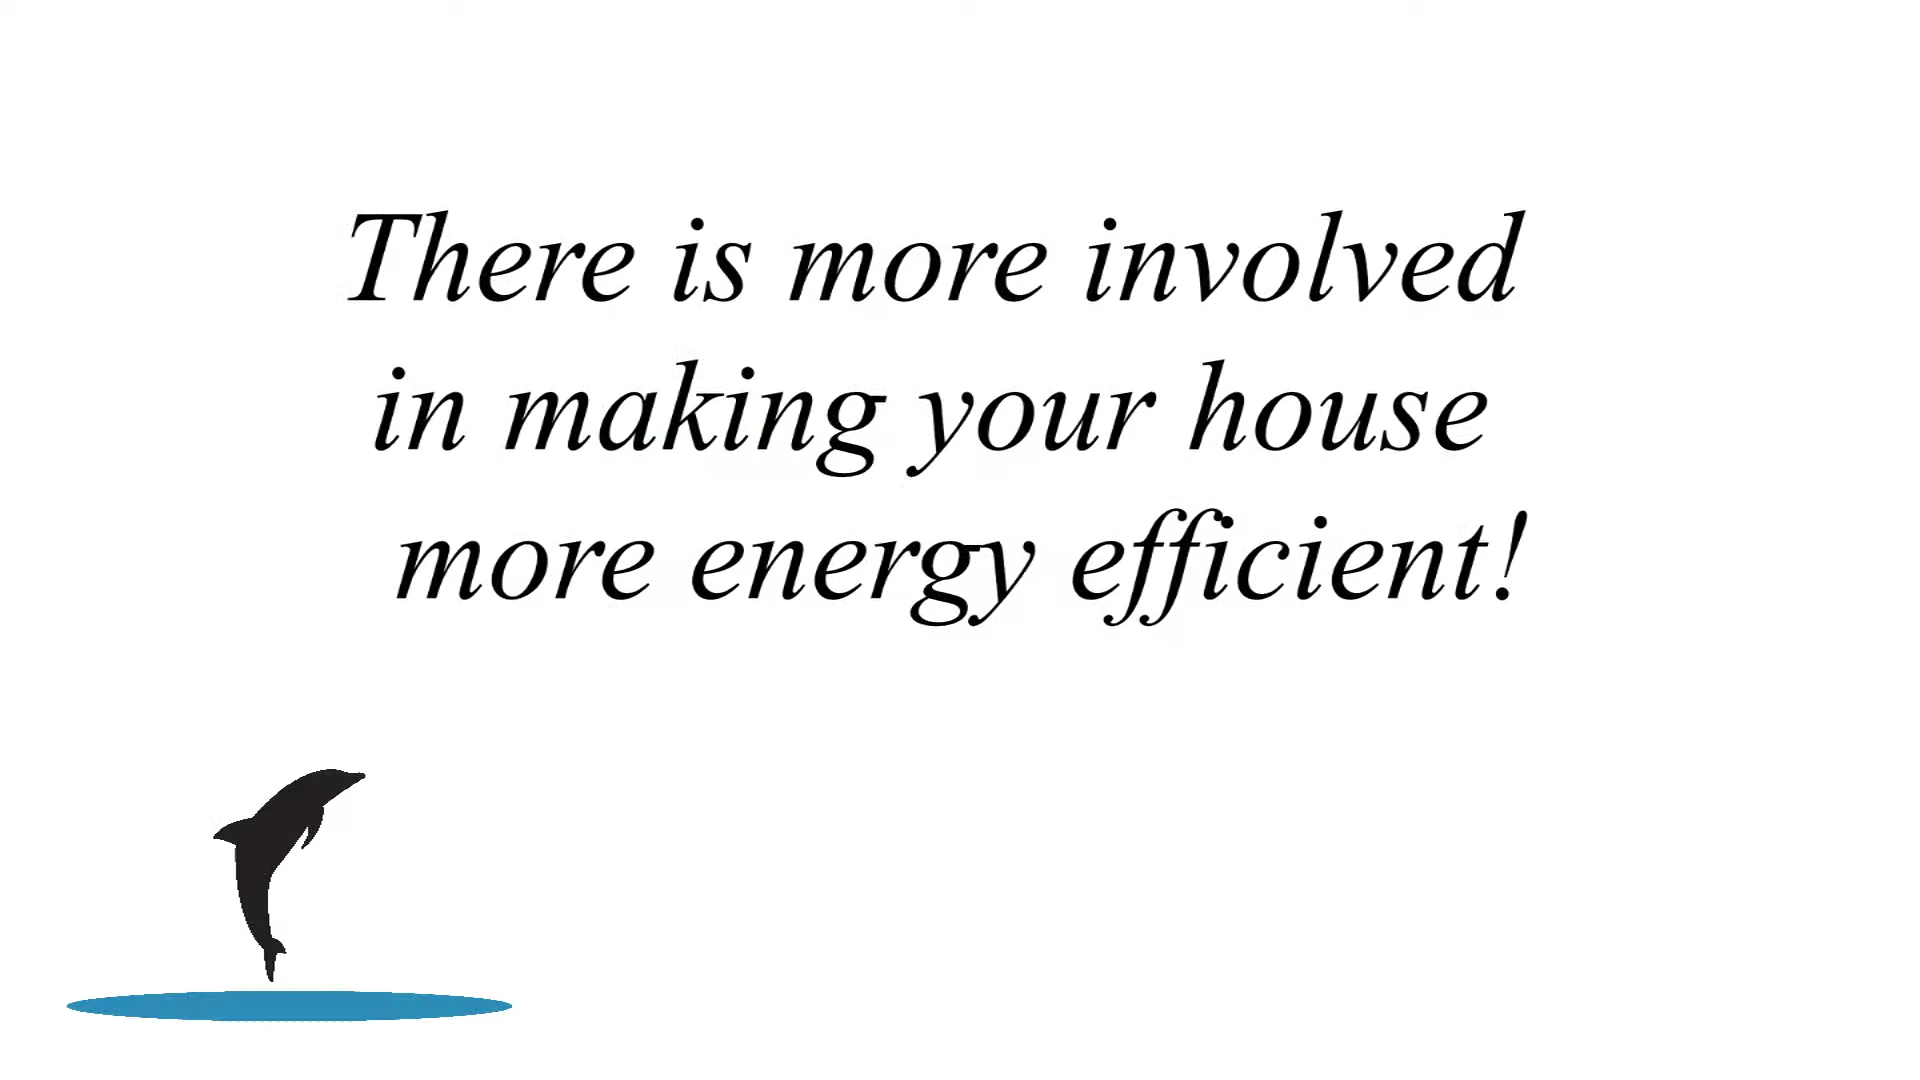 There is more involved
in making your house
more energy efficient!